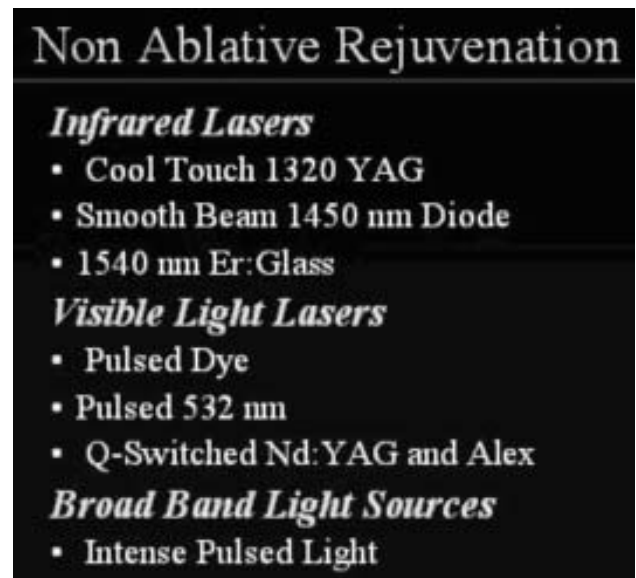 Non Ablative Rejuvenation
Infrared Lasers
▪ Cool Touch 1320 YAG
▪ Smooth Beam 1450 nm Diode
▪ 1540 nm Er:Glass
Visible Light Lasers
▪ Pulsed Dye
▪ Pulsed 532 nm
▪ Q-Switched Nd:YAG and Alex
Broad Band Light Sources
▪ Intense Pulsed Light